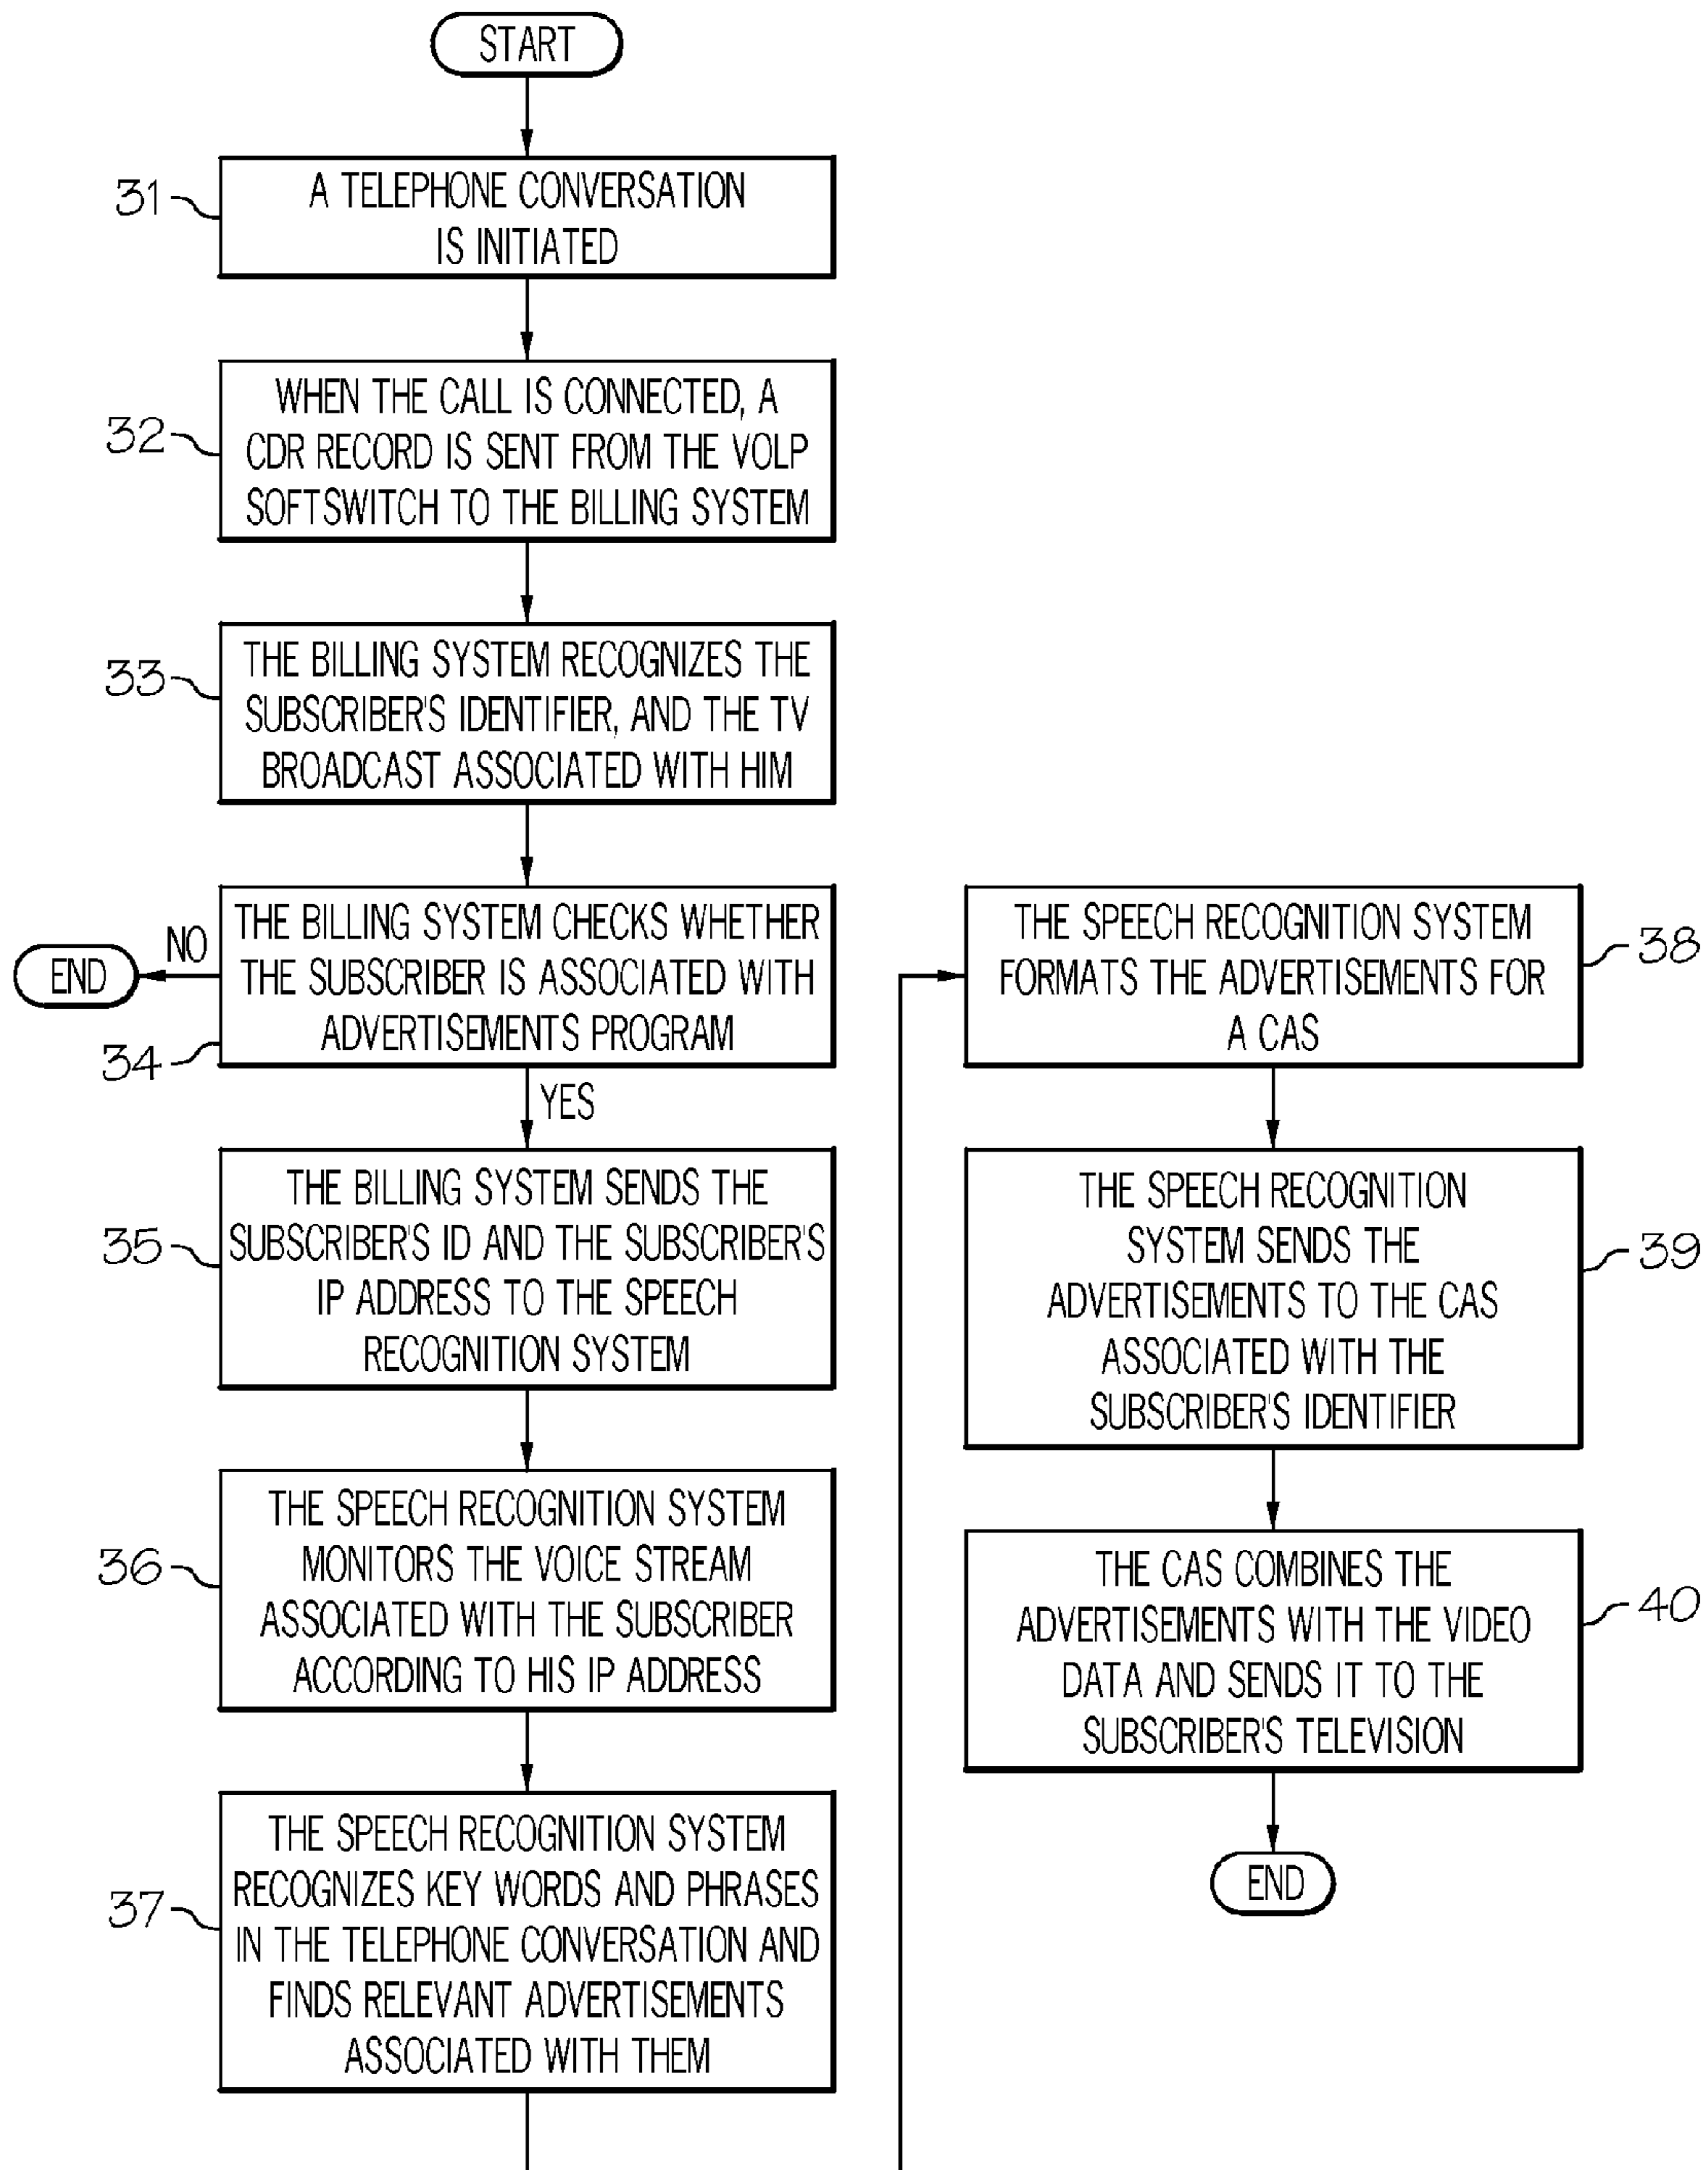 START
31
A TELEPHONE CONVERSATION
IS INITIATED
32
WHEN THE CALL IS CONNECTED, A
CDR RECORD IS SENT FROM THE VOLP
SOFTSWITCH TO THE BILLING SYSTEM
33
THE BILLING SYSTEM RECOGNIZES THE
SUBSCRIBER'S IDENTIFIER, AND THE TV
BROADCAST ASSOCIATED WITH HIM
34
THE BILLING SYSTEM CHECKS WHETHER
THE SUBSCRIBER IS ASSOCIATED WITH
ADVERTISEMENTS PROGRAM
NO
END
YES
35
THE BILLING SYSTEM SENDS THE
SUBSCRIBER'S ID AND THE SUBSCRIBER'S
IP ADDRESS TO THE SPEECH
RECOGNITION SYSTEM
36
THE SPEECH RECOGNITION SYSTEM
MONITORS THE VOICE STREAM
ASSOCIATED WITH THE SUBSCRIBER
ACCORDING TO HIS IP ADDRESS
37
THE SPEECH RECOGNITION SYSTEM
RECOGNIZES KEY WORDS AND PHRASES
IN THE TELEPHONE CONVERSATION AND
FINDS RELEVANT ADVERTISEMENTS
ASSOCIATED WITH THEM
THE SPEECH RECOGNITION SYSTEM
FORMATS THE ADVERTISEMENTS FOR
A CAS
38
THE SPEECH RECOGNITION
SYSTEM SENDS THE
ADVERTISEMENTS TO THE CAS
ASSOCIATED WITH THE
SUBSCRIBER'S IDENTIFIER
39
THE CAS COMBINES THE
ADVERTISEMENTS WITH THE VIDEO
DATA AND SENDS IT TO THE
SUBSCRIBER'S TELEVISION
40
END